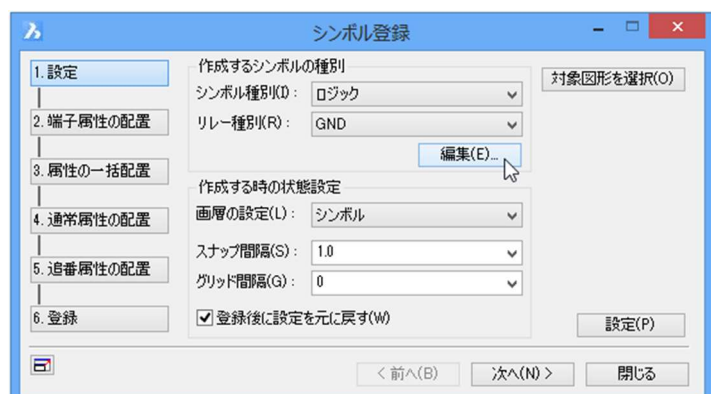 シンボル登録
1. 設定
2. 端子属性の配置
3. 属性の一括配置
4. 通常属性の配置
5. 追番属性の配置
6. 登録
作成するシンボルの種別
シンボル種別(I): ロジック
リレー種別(R): GND
編集(E)...
作成する時の状態設定
画層の設定(L): シンボル
スナップ間隔(S): 1.0
グリッド間隔(G): 0
登録後に設定を元に戻す(W)
対象図形を選択(O)
設定(P)
< 前へ(B)
次へ(N) >
閉じる